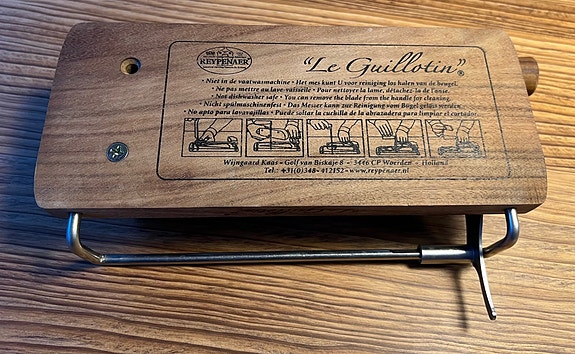 REYPENAER
"Le Guillotin"®
• Niet in de vaatwasmachine • Het mes kunt U voor reiniging los halen van de beugel.
• Ne pas mettre au lave-vaisselle • Pour nettoyer la lame, détachez-la de l'anse.
• Not dishwasher safe • You can remove the blade from the handle for cleaning.
• Nicht spülmaschinenfest • Das Messer kann zur Reinigung vom Bügel gelöst werden.
• No apto para lavavajillas • Puede soltar la cuchilla de la abrazadera para limpiar el cortador.
Wijngaard Kaas - Golf van Biskaje 8 - 3446 CP Woerden - Holland
Tel.: +31(0)348-412152-www.reypenaer.nl